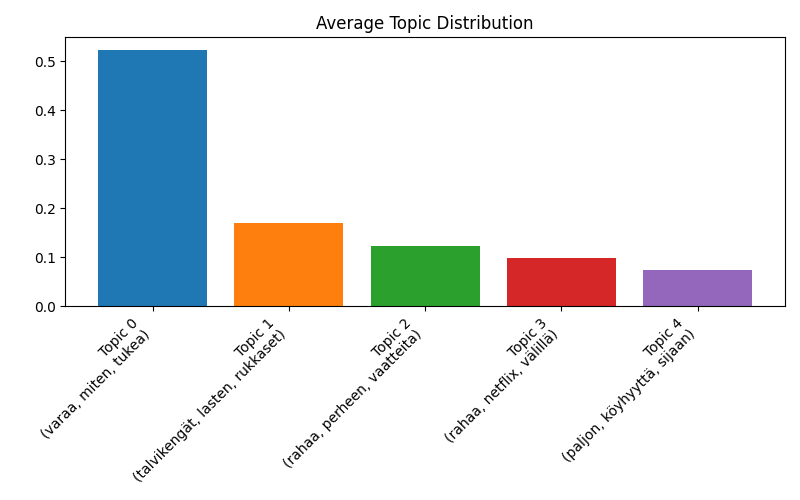 Average Topic Distribution
0.5
0.4
0.3
0.2
0.1
0.0
Topic 0
(varaa, miten, tukea)
Topic 1
(talvikengät, lasten, rukkaset)
Topic 2
(rahaa, perheen, vaatteita)
Topic 3
(rahaa, netflix, välillä)
Topic 4
(paljon, köyhyyttä, sijaan)